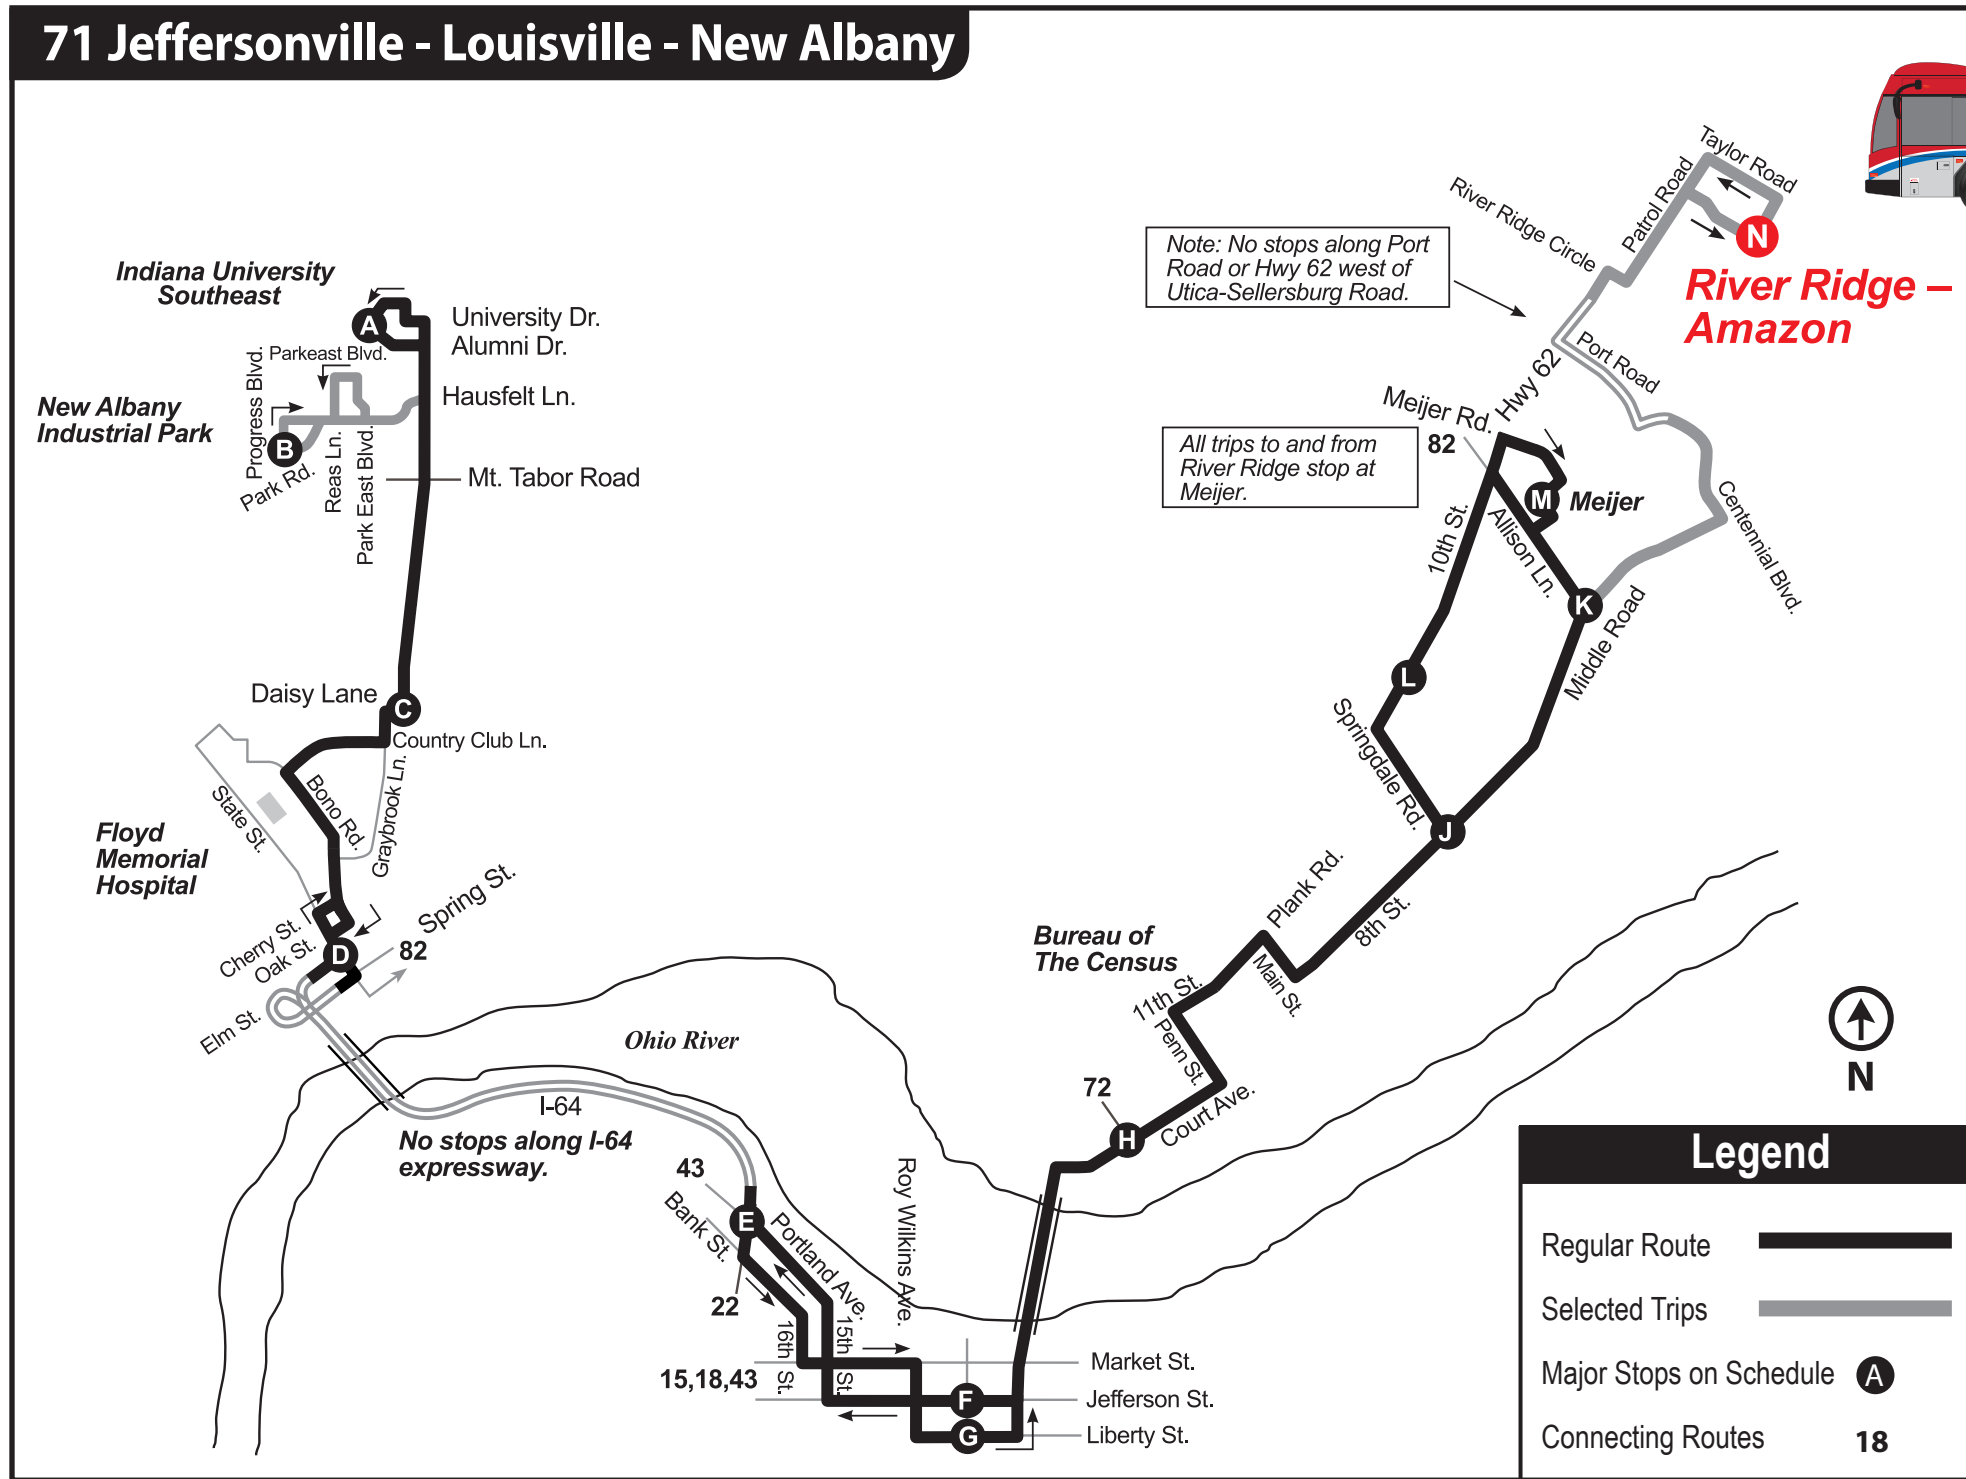 71 Jeffersonville - Louisville - New Albany
Taylor Road
Patrol Road
River Ridge Circle
N
River Ridge –
Amazon
Note: No stops along Port
Road or Hwy 62 west of
Utica-Sellersburg Road.
Port Road
Hwy 62
Meijer Rd.
82
All trips to and from
River Ridge stop at
Meijer.
M
Meijer
Centennial Blvd.
10th St.
Allison Ln.
K
Middle Road
L
Springdale Rd.
J
Indiana University
Southeast
A
University Dr.
Alumni Dr.
Parkeast Blvd.
Progress Blvd.
Hausfelt Ln.
New Albany
Industrial Park
B
Park Rd.
Reas Ln.
Park East Blvd.
Mt. Tabor Road
Daisy Lane
C
Country Club Ln.
Bono Rd.
Graybrook Ln.
State St.
Floyd
Memorial
Hospital
Spring St.
Cherry St.
Oak St.
D
82
Elm St.
Plank Rd.
8th St.
Bureau of
The Census
Main St.
11th St.
Penn St.
Ohio River
72
H
Court Ave.
I-64
No stops along I-64
expressway.
43
E
Bank St.
Portland Ave.
Roy Wilkins Ave.
22
16th St.
15th St.
15,18,43
Market St.
F
Jefferson St.
G
Liberty St.
N
Legend
Regular Route
Selected Trips
Major Stops on Schedule A
Connecting Routes 18